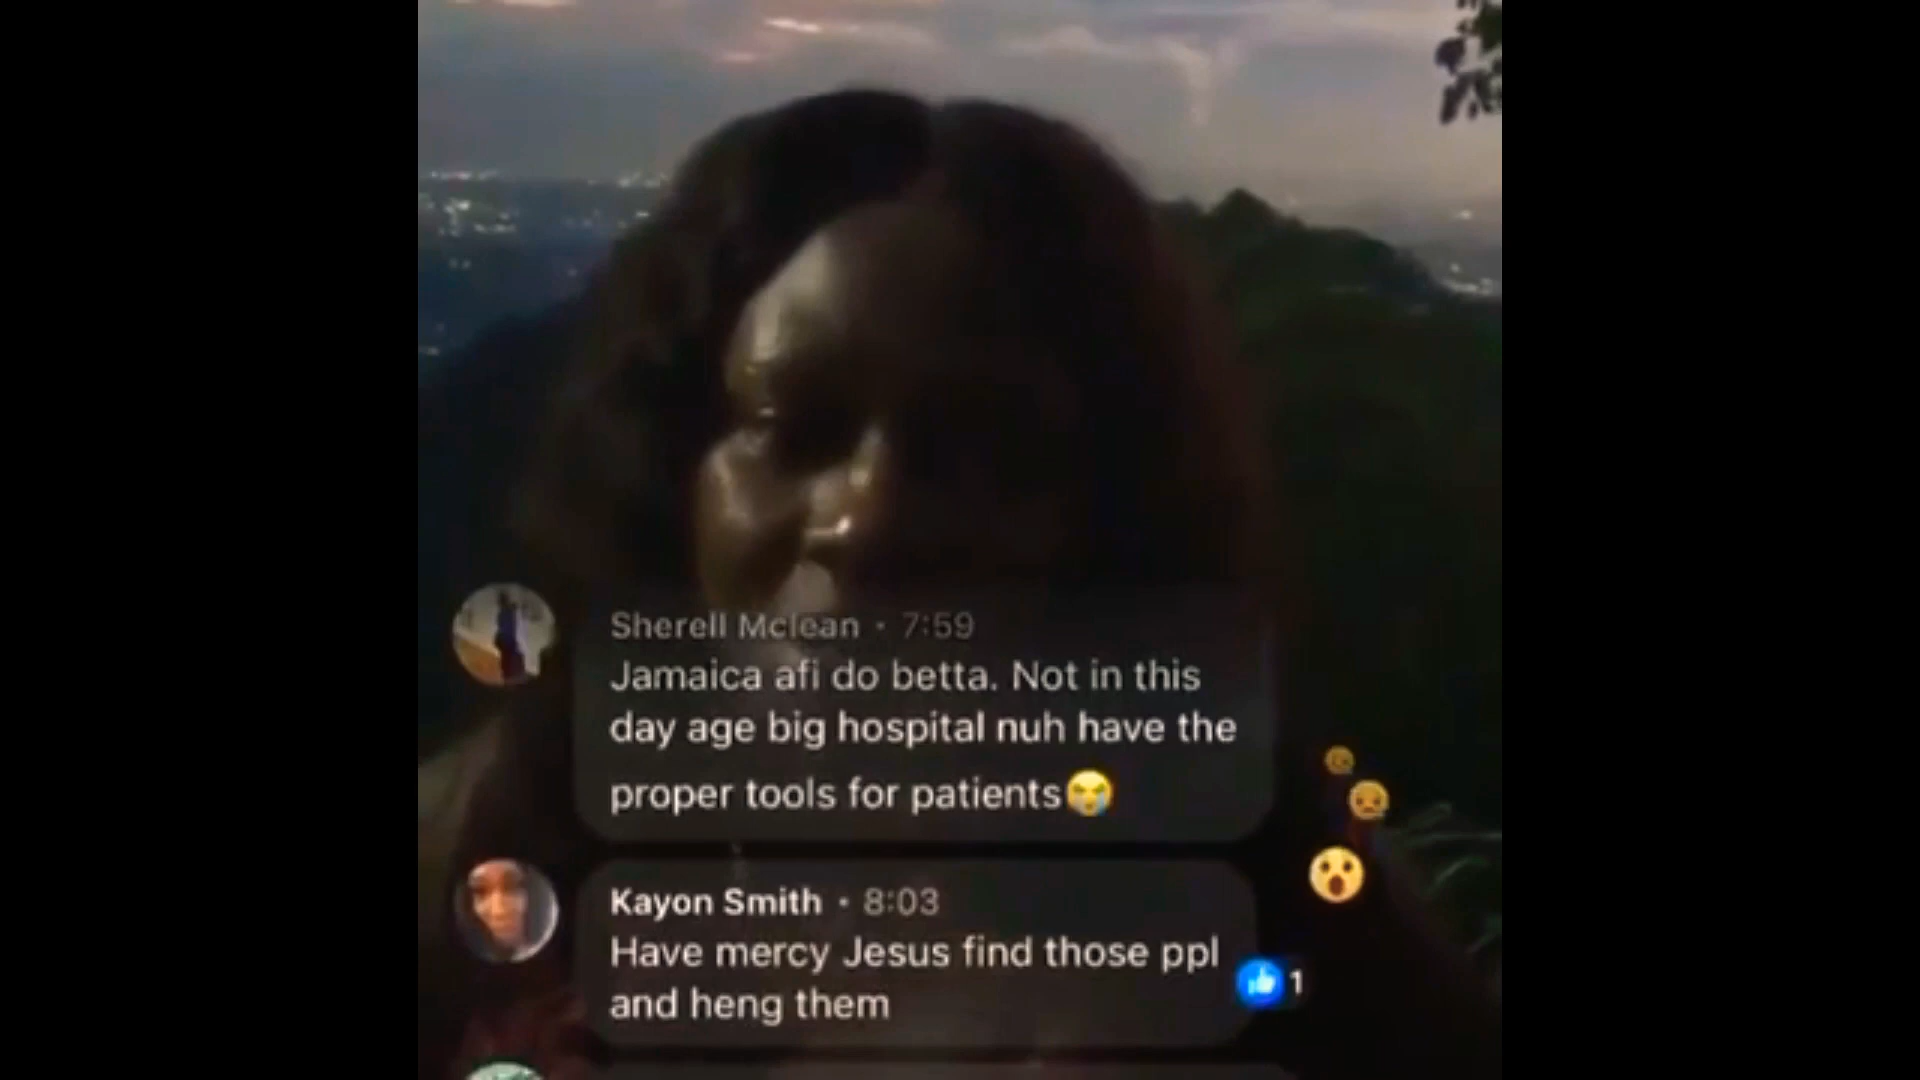 Sherell Mclean · 7:59
Jamaica afi do betta. Not in this
day age big hospital nuh have the
proper tools for patients😭
Kayon Smith · 8:03
Have mercy Jesus find those ppl
and heng them
1